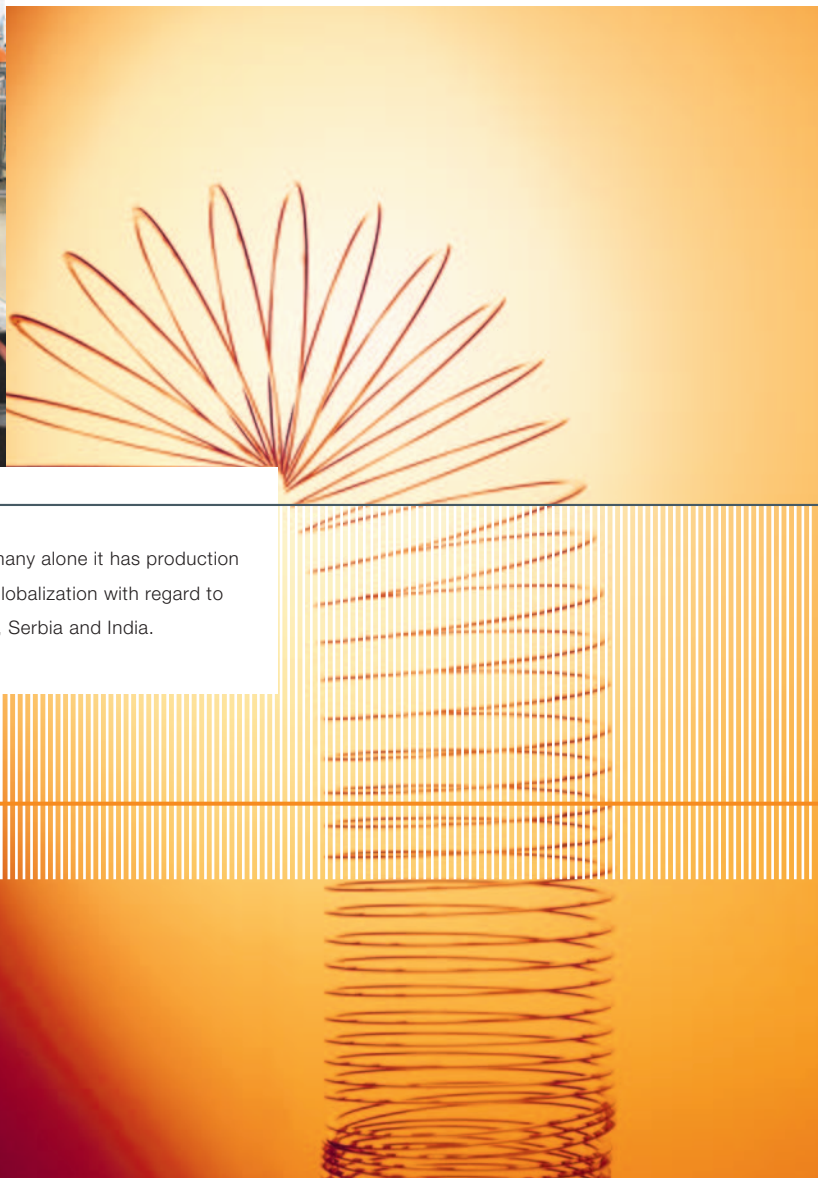 many alone it has production
lobalization with regard to
Serbia and India.